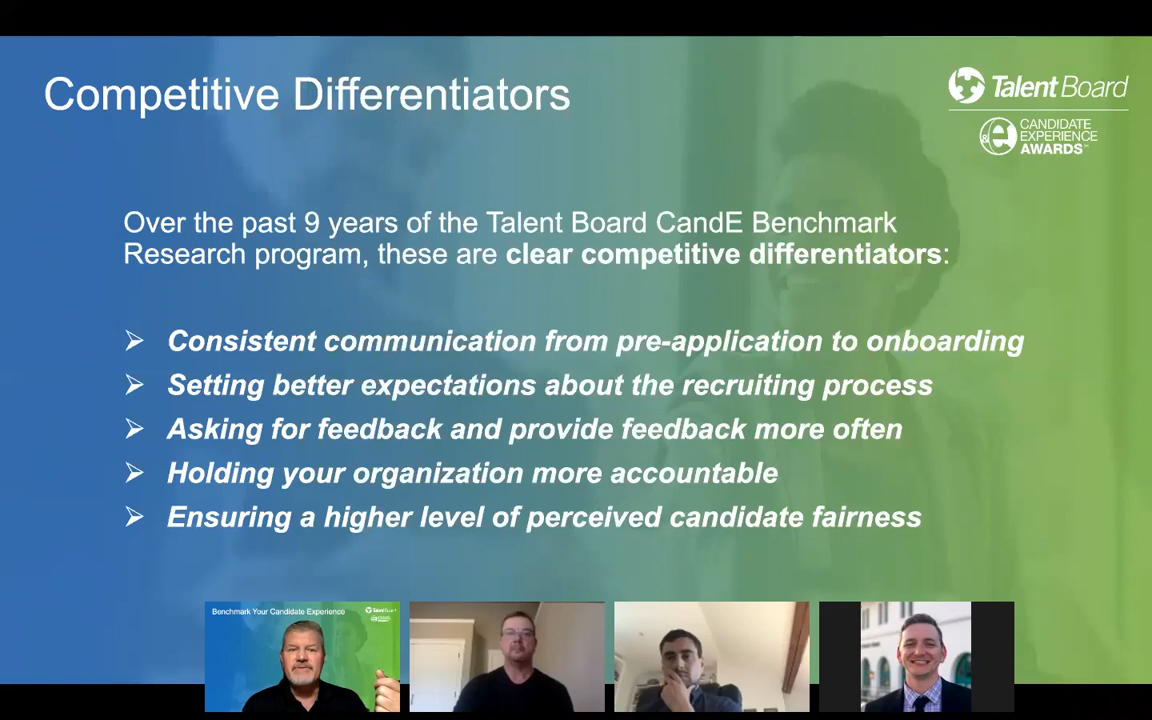 Competitive Differentiators
Talent Board
CANDIDATE
EXPERIENCE
AWARDS™
Over the past 9 years of the Talent Board CandE Benchmark
Research program, these are clear competitive differentiators:
➢ Consistent communication from pre-application to onboarding
➢ Setting better expectations about the recruiting process
➢ Asking for feedback and provide feedback more often
➢ Holding your organization more accountable
➢ Ensuring a higher level of perceived candidate fairness
Benchmark Your Candidate Experience